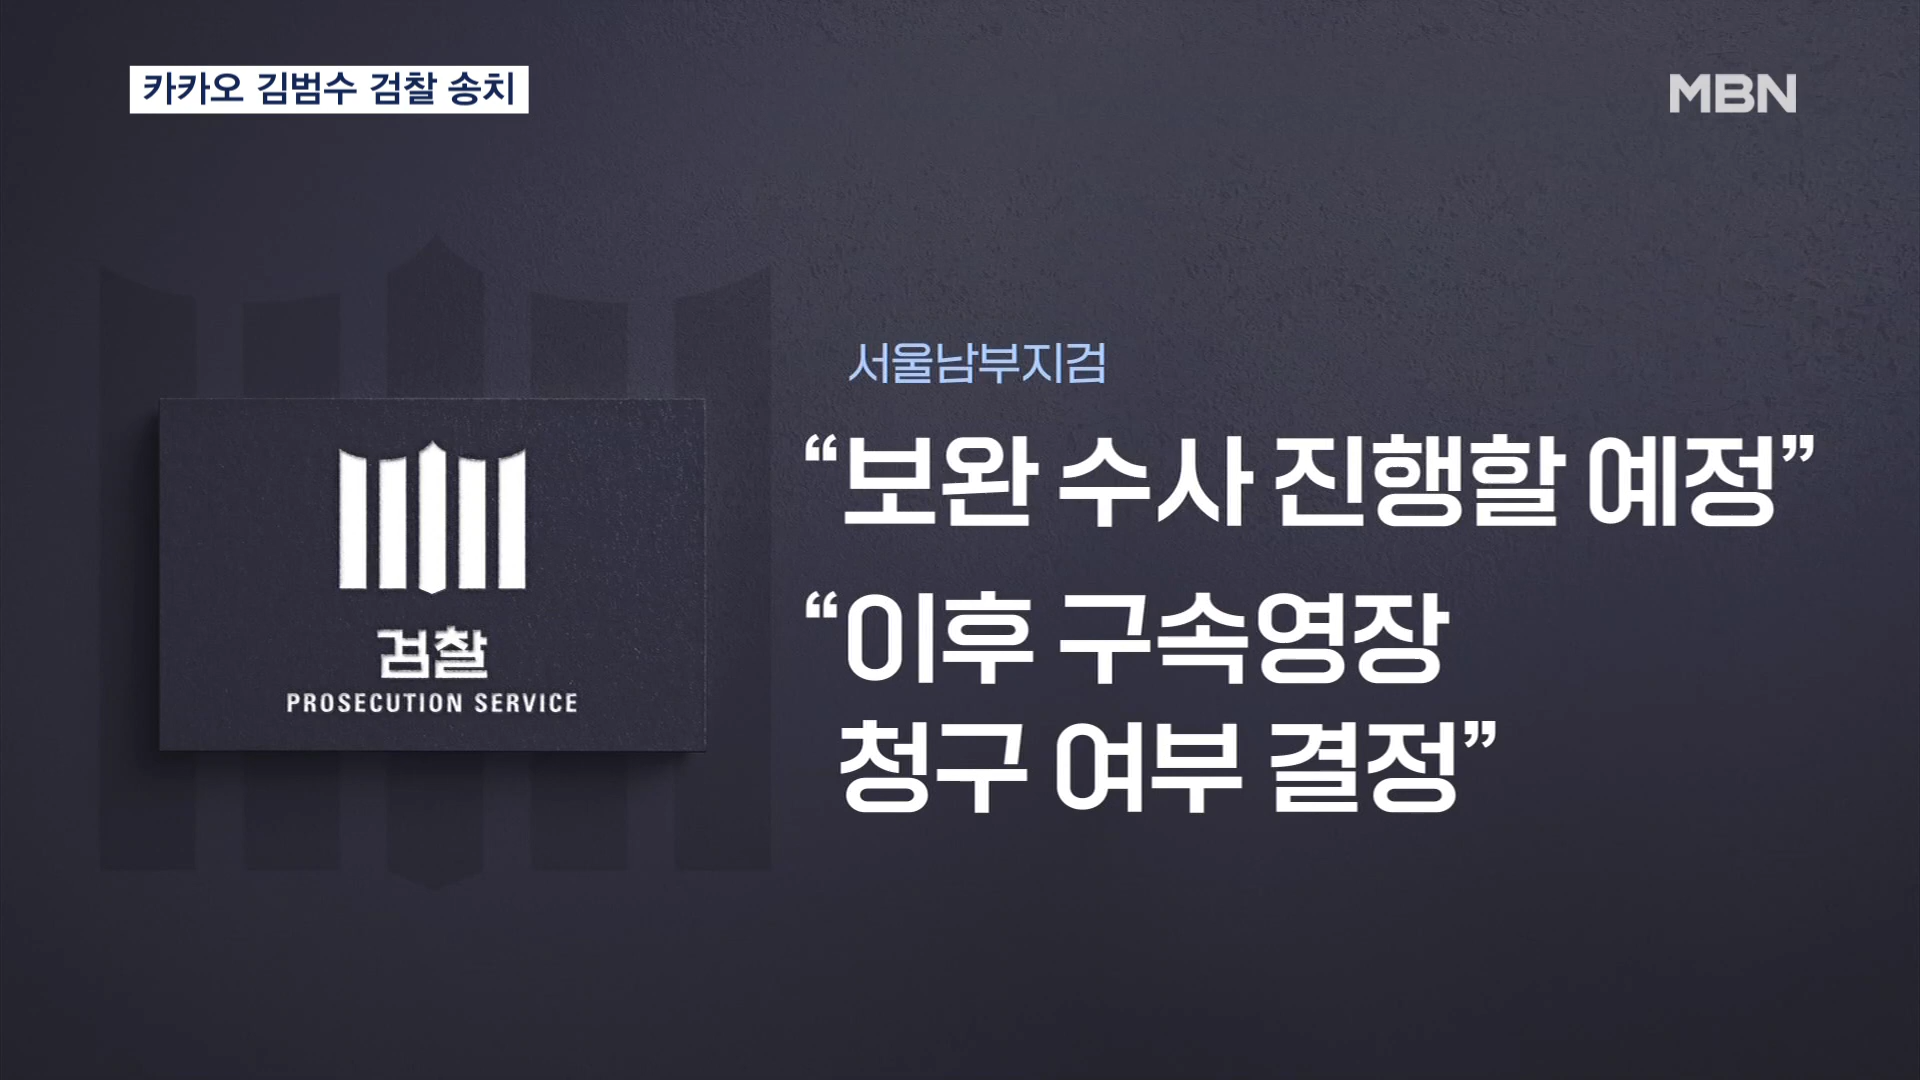 카카오 김범수 검찰 송치
MBN
서울남부지검
“보완 수사 진행할 예정”
“이후 구속영장
청구 여부 결정”
검찰
PROSECUTION SERVICE